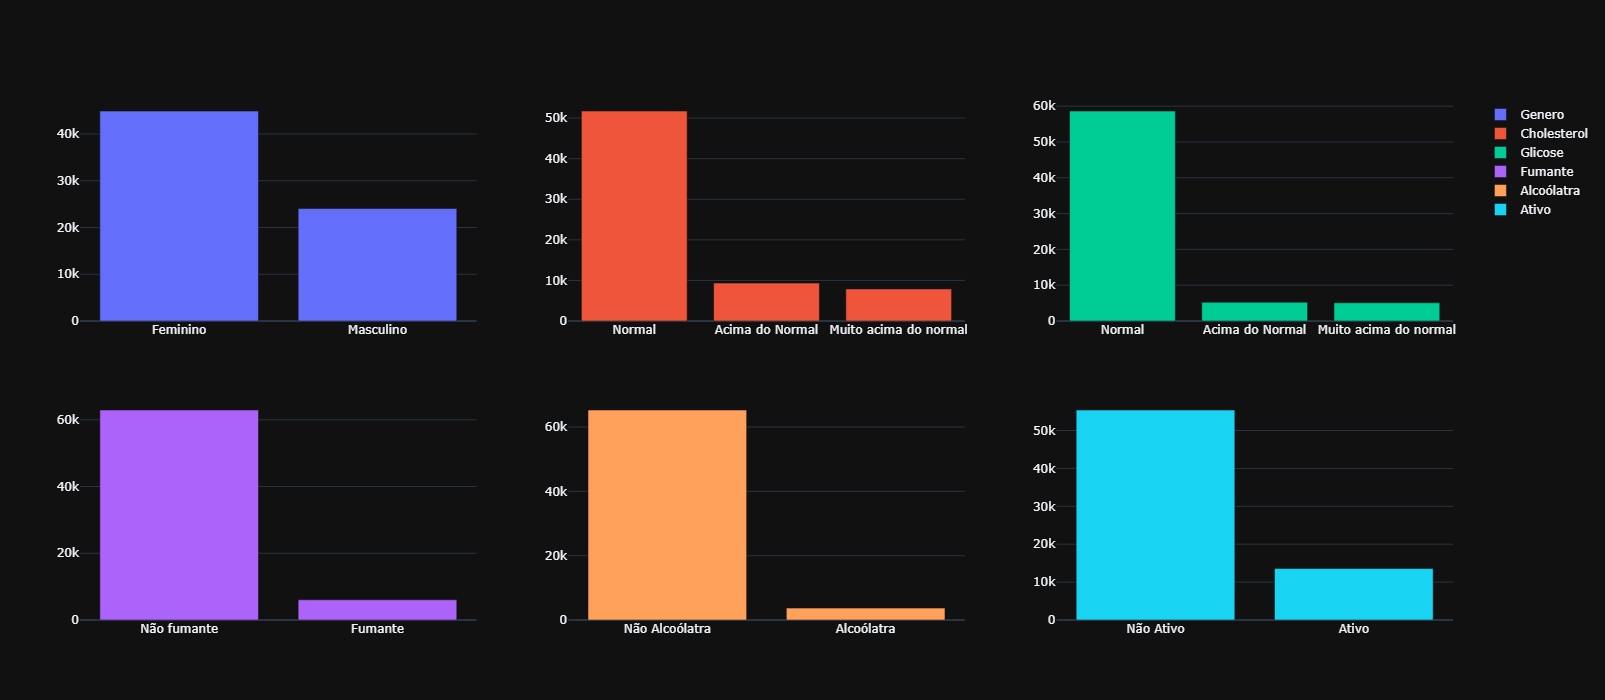 40k
30k
20k
10k
0
Feminino
Masculino
50k
40k
30k
20k
10k
0
Normal
Acima do Normal
Muito acima do normal
60k
50k
40k
30k
20k
10k
0
Normal
Acima do Normal
Muito acima do normal
Genero
Cholesterol
Glicose
Fumante
Alcoólatra
Ativo
60k
40k
20k
0
Não fumante
Fumante
60k
40k
20k
0
Não Alcoólatra
Alcoólatra
50k
40k
30k
20k
10k
0
Não Ativo
Ativo